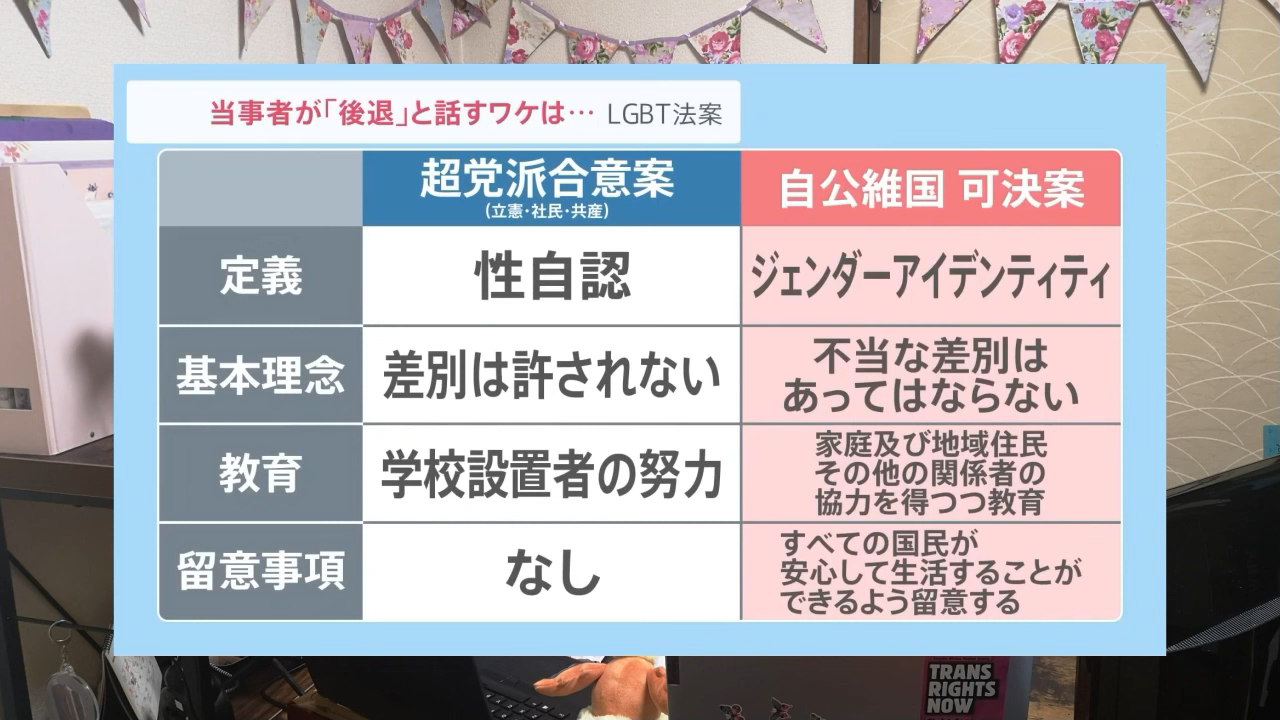 当事者が「後退」と話すワケは… LGBT法案
超党派合意案
(立憲・社民・共産)
自公維国 可決案
定義
性自認
ジェンダーアイデンティティ
基本理念
差別は許されない
不当な差別は
あってはならない
教育
学校設置者の努力
家庭及び地域住民
その他の関係者の
協力を得つつ教育
留意事項
なし
すべての国民が
安心して生活することが
できるよう留意する
TRANS
RIGHTS
NOW